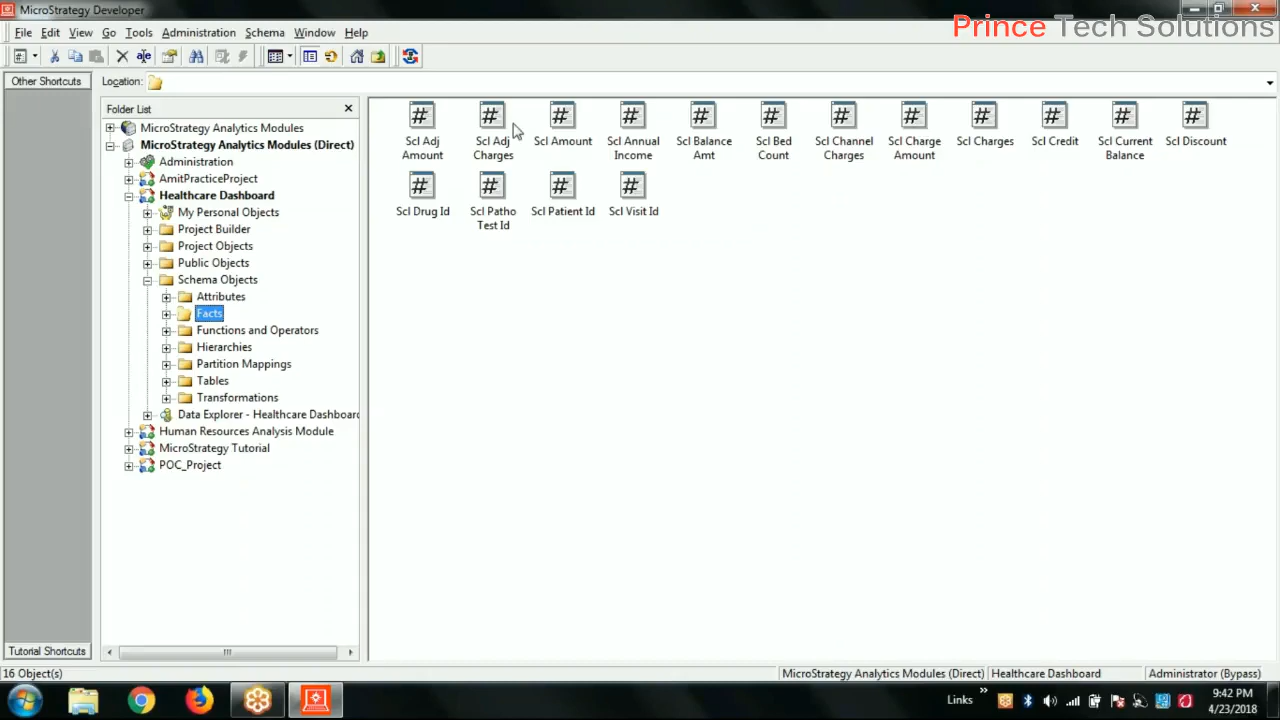 MicroStrategy Developer
Prince Tech Solutions
File Edit View Go Tools Administration Schema Window Help
Other Shortcuts
Location:
Folder List
MicroStrategy Analytics Modules
MicroStrategy Analytics Modules (Direct)
Administration
AmitPracticeProject
Healthcare Dashboard
My Personal Objects
Project Builder
Project Objects
Public Objects
Schema Objects
Attributes
Facts
Functions and Operators
Hierarchies
Partition Mappings
Tables
Transformations
Data Explorer - Healthcare Dashboard
Human Resources Analysis Module
MicroStrategy Tutorial
POC_Project
Scl Adj
Amount
Scl Adj
Charges
Scl Amount
Scl Annual
Income
Scl Balance
Amt
Scl Bed
Count
Scl Channel
Charges
Scl Charge
Amount
Scl Charges
Scl Credit
Scl Current
Balance
Scl Discount
Scl Drug Id
Scl Patho
Test Id
Scl Patient Id
Scl Visit Id
Tutorial Shortcuts
16 Object(s)
MicroStrategy Analytics Modules (Direct)
Healthcare Dashboard
Administrator (Bypass)
Links
9:42 PM
4/23/2018